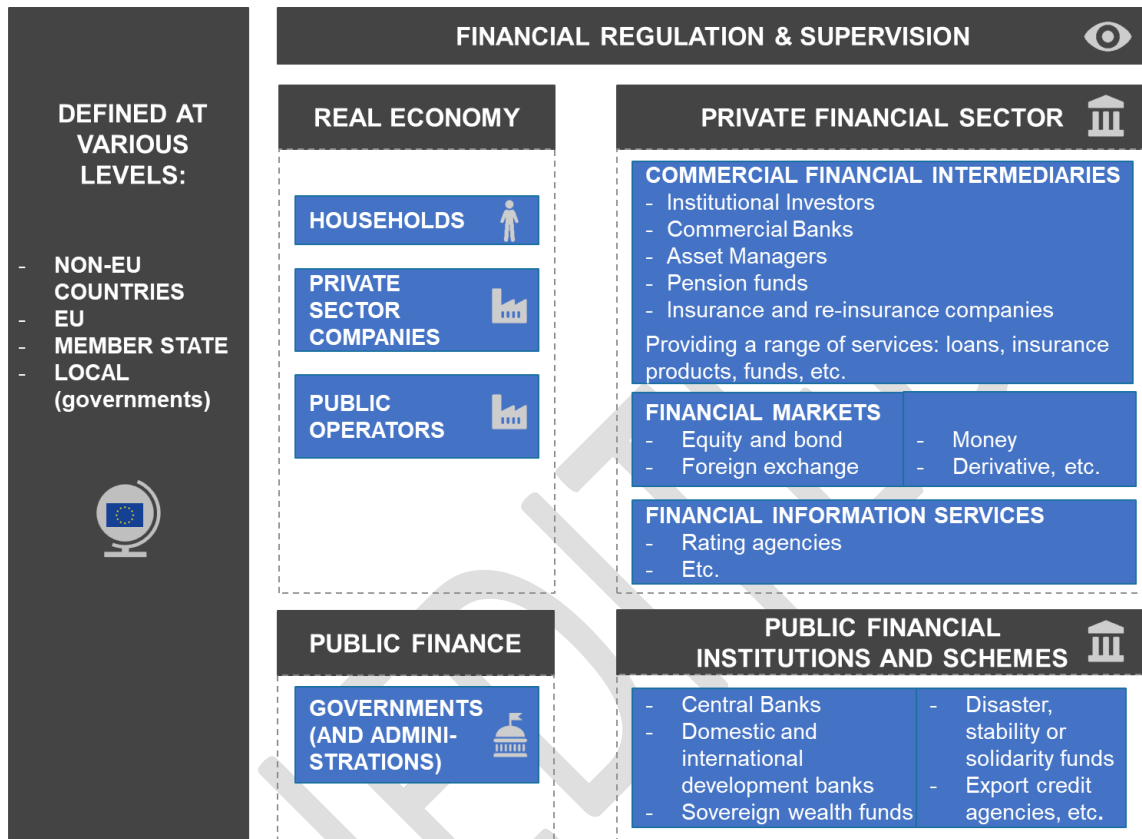 FINANCIAL REGULATION & SUPERVISION
DEFINED AT
VARIOUS
LEVELS:
- NON-EU
COUNTRIES
- EU
- MEMBER STATE
- LOCAL
(governments)
REAL ECONOMY
HOUSEHOLDS
PRIVATE
SECTOR
COMPANIES
PUBLIC
OPERATORS
PRIVATE FINANCIAL SECTOR
COMMERCIAL FINANCIAL INTERMEDIARIES
- Institutional Investors
- Commercial Banks
- Asset Managers
- Pension funds
- Insurance and re-insurance companies
Providing a range of services: loans, insurance
products, funds, etc.
FINANCIAL MARKETS
- Equity and bond
- Foreign exchange
- Money
- Derivative, etc.
FINANCIAL INFORMATION SERVICES
- Rating agencies
- Etc.
PUBLIC FINANCE
GOVERNMENTS
(AND ADMINI-
STRATIONS)
PUBLIC FINANCIAL
INSTITUTIONS AND SCHEMES
- Central Banks
- Domestic and
international
development banks
- Sovereign wealth funds
- Disaster,
stability or
solidarity funds
- Export credit
agencies, etc.